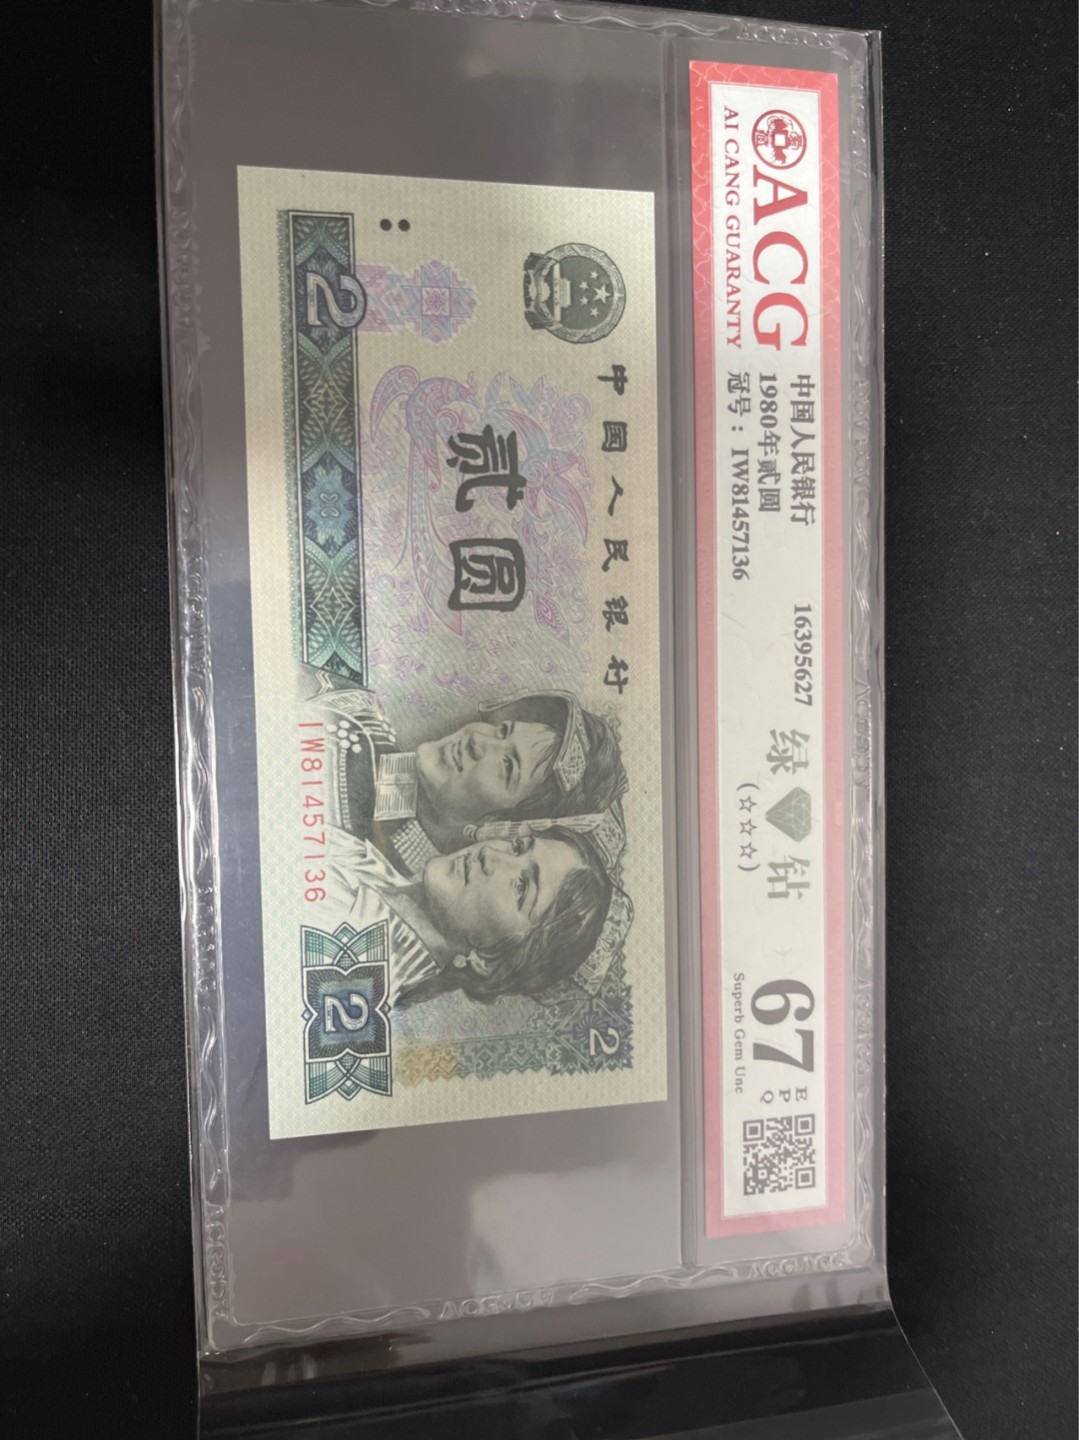 ACG
AI CANG GUARANTY
中国人民银行
1980年贰圆
冠号：IW81457136
16395627
绿钻
(☆☆☆)
67
E
P
Q
Superb Gem Unc
中国人民银行
贰圆
2
IW81457136
2
2